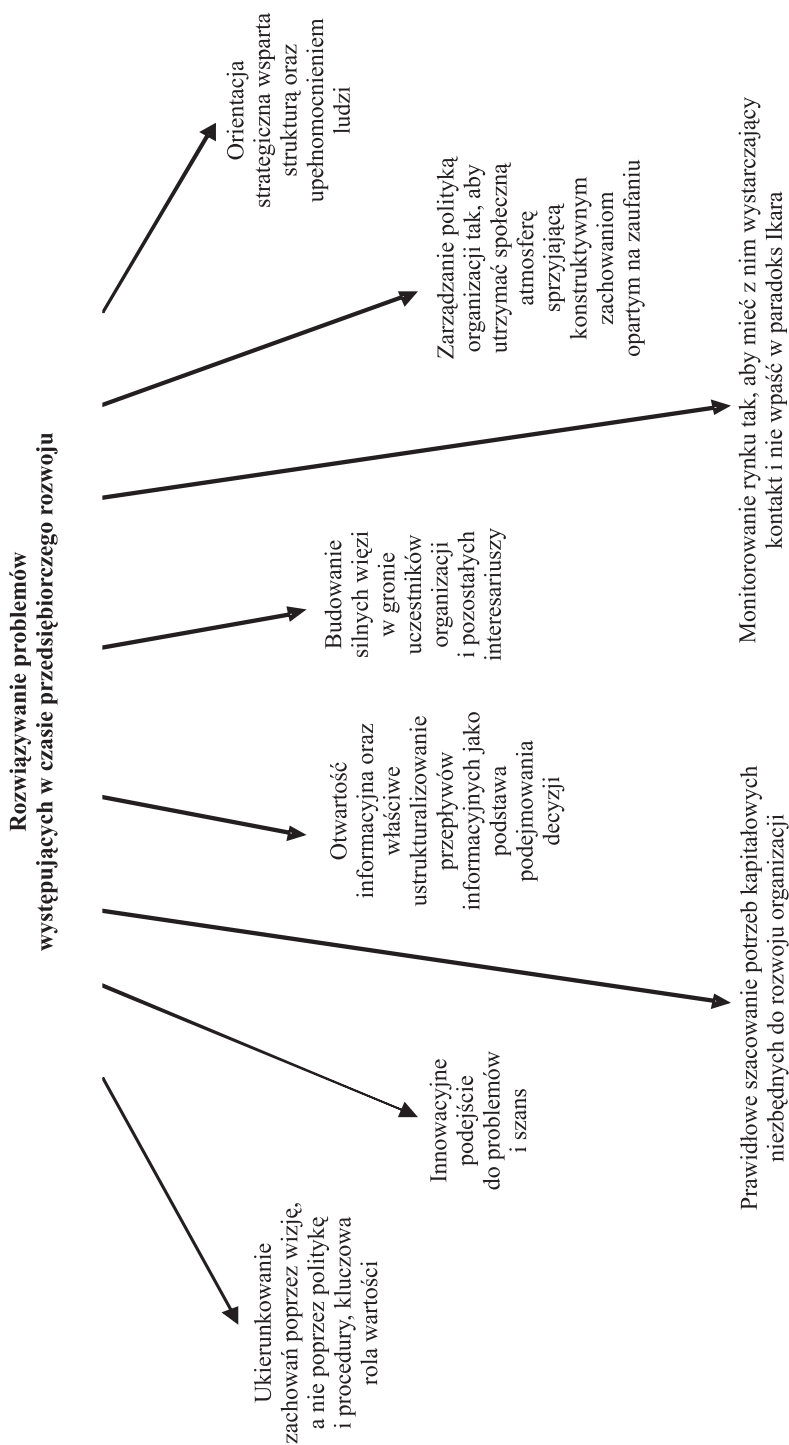 Rozwiązywanie problemów
występujących w czasie przedsiębiorczego rozwoju
Ukierunkowanie
zachowań poprzez wizję,
a nie poprzez politykę
i procedury, kluczowa
rola wartości
Innowacyjne
podejście
do problemów
i szans
Prawidłowe szacowanie potrzeb kapitałowych
niezbędnych do rozwoju organizacji
Otwartość
informacyjna oraz
właściwe
ustrukturalizowanie
przepływów
informacyjnych jako
podstawa
podejmowania
decyzji
Budowanie
silnych więzi
w gronie
uczestników
organizacji
i pozostałych
interesariuszy
Monitorowanie rynku tak, aby mieć z nim wystarczający
kontakt i nie wpaść w paradoks Ikara
Zarządzanie polityką
organizacji tak, aby
utrzymać społeczną
atmosferę
sprzyjającą
konstruktywnym
zachowaniom
opartym na zaufaniu
Orientacja
strategiczna wsparta
strukturą oraz
upełnomocnieniem
ludzi